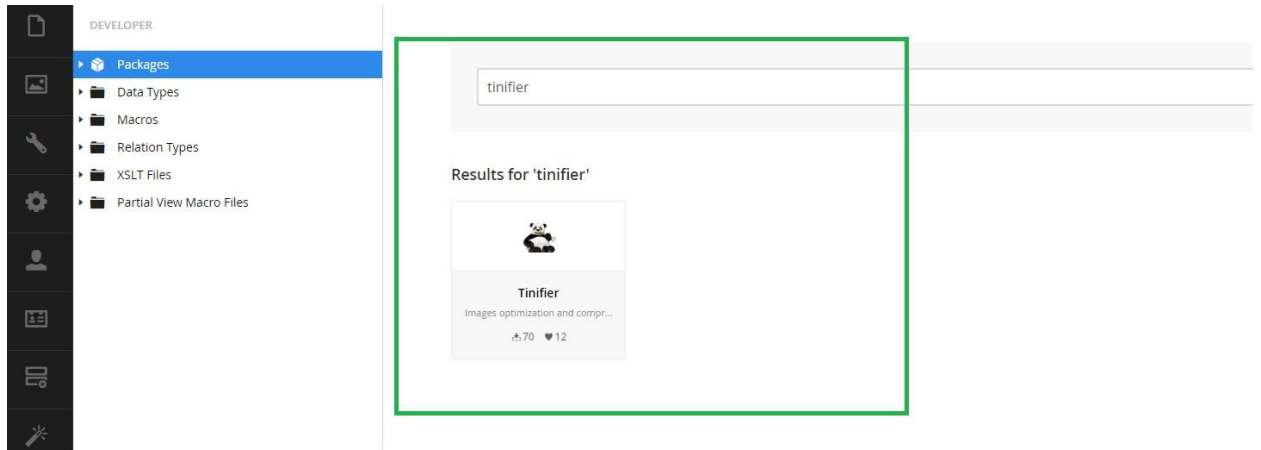 DEVELOPER
Packages
Data Types
Macros
Relation Types
XSLT Files
Partial View Macro Files
tinifier
Results for 'tinifier'
Tinifier
Images optimization and compr...
70 12